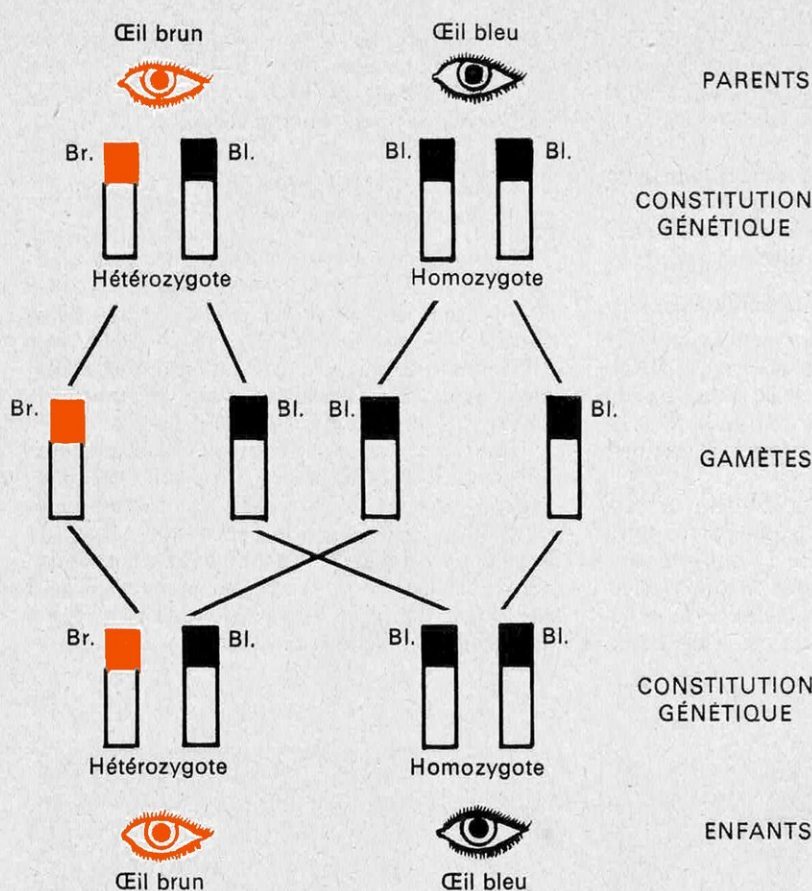 Œil brun
Œil bleu
PARENTS
Br.
Bl.
Bl.
Bl.
CONSTITUTION
GÉNÉTIQUE
Hétérozygote
Homozygote
Br.
Bl.
Bl.
Bl.
GAMÈTES
Br.
Bl.
Bl.
Bl.
CONSTITUTION
GÉNÉTIQUE
Hétérozygote
Homozygote
ENFANTS
Œil brun
Œil bleu